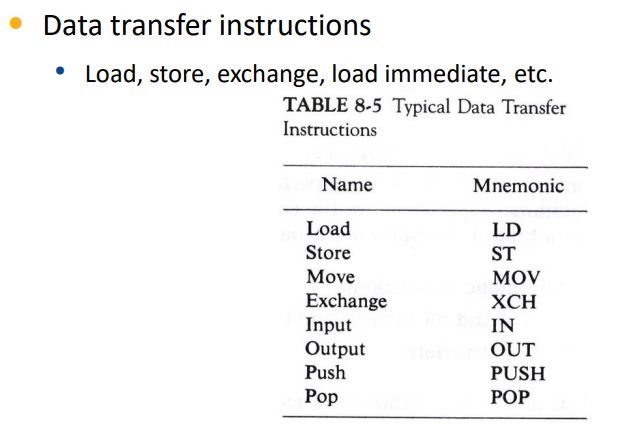 Data transfer instructions
Load, store, exchange, load immediate, etc.
TABLE 8-5 Typical Data Transfer
Instructions
Name Mnemonic
Load LD
Store ST
Move MOV
Exchange XCH
Input IN
Output OUT
Push PUSH
Pop POP